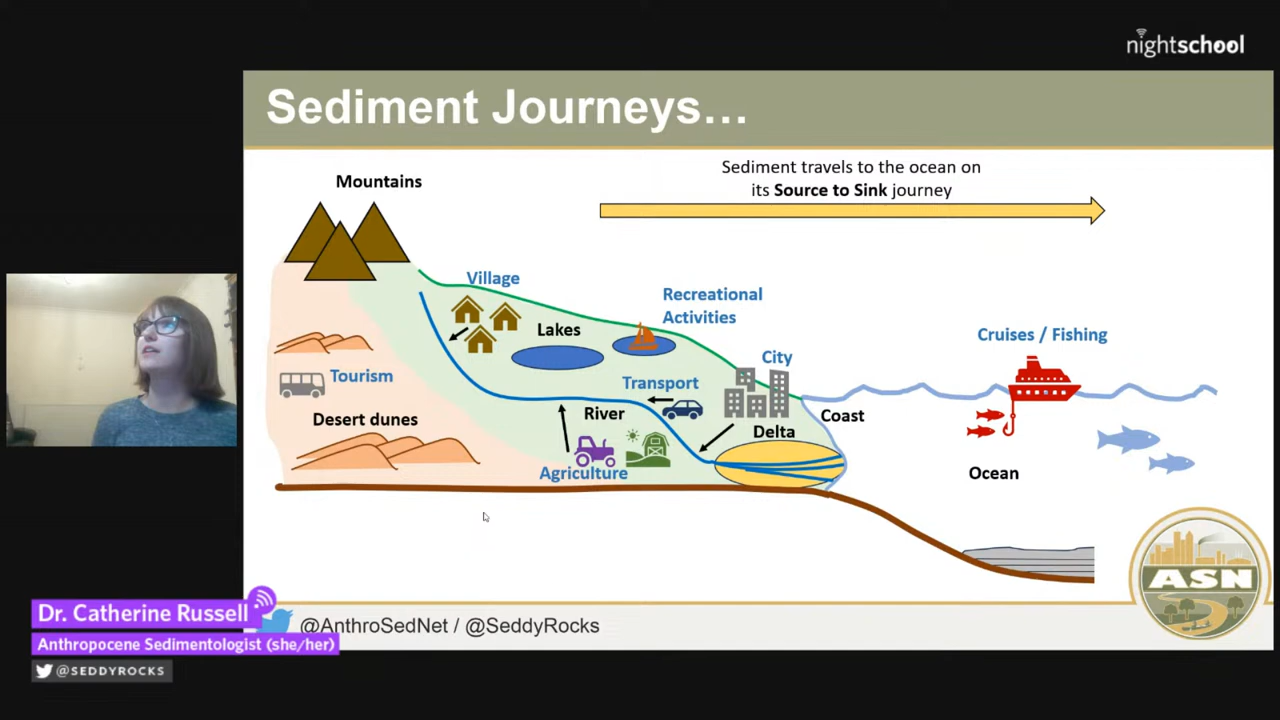 nightschool
Sediment Journeys…
Sediment travels to the ocean on
its Source to Sink journey
Mountains
Village
Recreational
Activities
Lakes
Cruises / Fishing
City
Tourism
Transport
Desert dunes
River
Coast
Delta
Agriculture
Ocean
ASN
Dr. Catherine Russell
@AnthroSedNet / @SeddyRocks
Anthropocene Sedimentologist (she/her)
@SEDDYROCKS